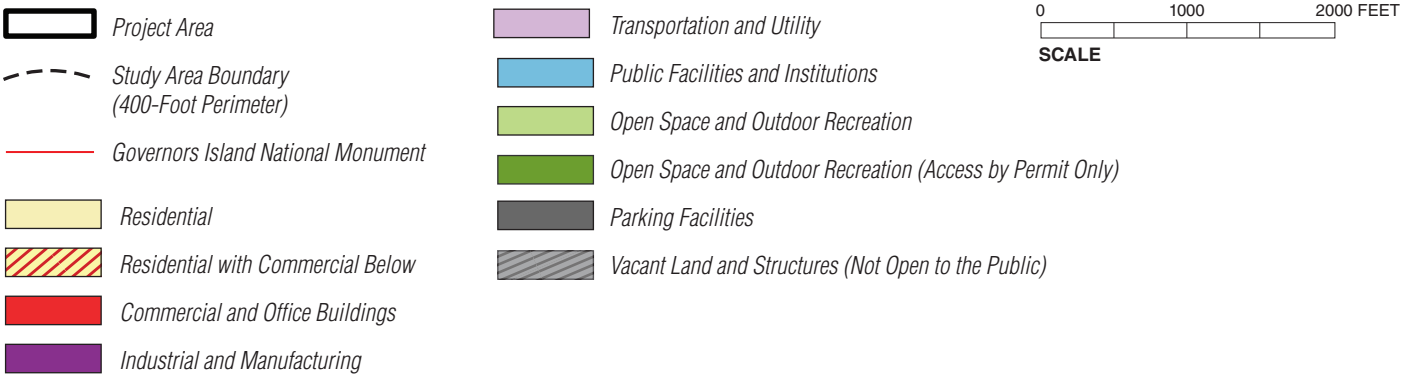 Project Area
Study Area Boundary
(400-Foot Perimeter)
Governors Island National Monument
Residential
Residential with Commercial Below
Commercial and Office Buildings
Industrial and Manufacturing
Transportation and Utility
Public Facilities and Institutions
Open Space and Outdoor Recreation
Open Space and Outdoor Recreation (Access by Permit Only)
Parking Facilities
Vacant Land and Structures (Not Open to the Public)
0 1000 2000 FEET
SCALE